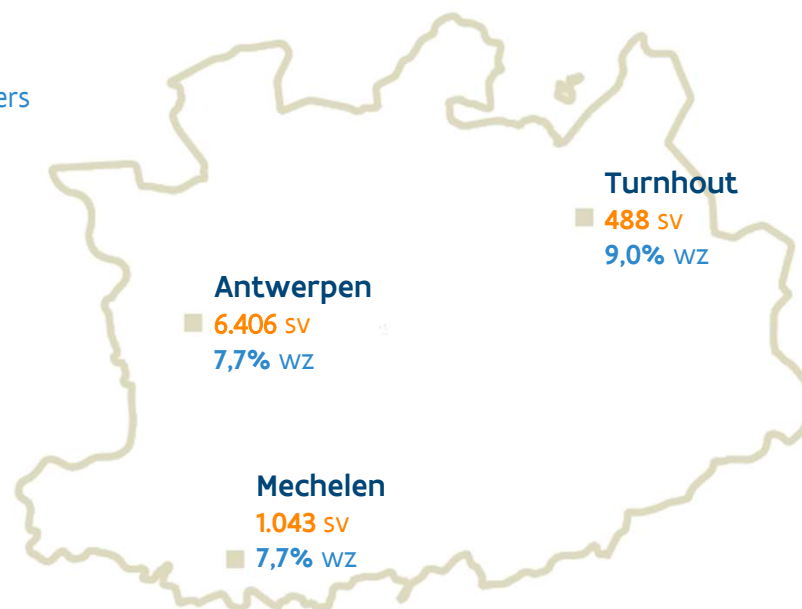 ers
Turnhout
488 SV
9,0% WZ
Antwerpen
6.406 SV
7,7% WZ
Mechelen
1.043 SV
7,7% WZ